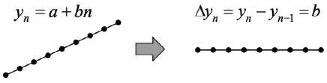 yₙ = a + bn
Δyₙ = yₙ − yₙ₋₁ = b